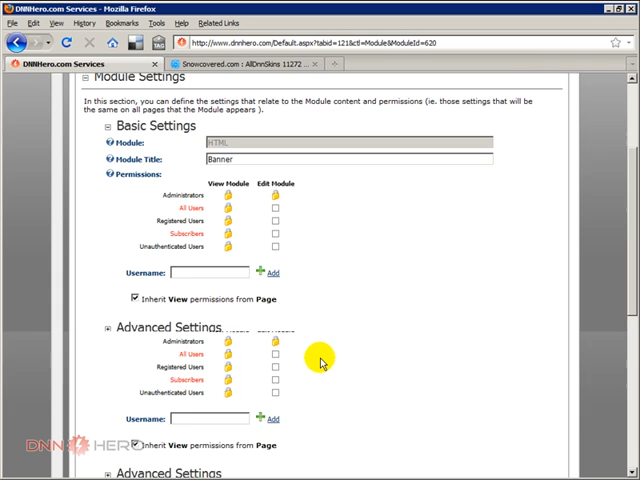 DNNHero.com Services - Mozilla Firefox
File Edit View History Bookmarks Tools Related Links
http://www.dnnhero.com/Default.aspx?tabid=121&ctl=Module&ModuleId=620
DNNHero.com Services
Snowcovered.com : AllDnnSkins 11272 ...
Module Settings
In this section, you can define the settings that relate to the Module content and permissions (ie. those settings that will be
the same on all pages that the Module appears ).
Basic Settings
Module: HTML
Module Title: Banner
Permissions:
View Module Edit Module
Administrators
All Users
Registered Users
Subscribers
Unauthenticated Users
Username: Add
Inherit View permissions from Page
Advanced Settings
Administrators
All Users
Registered Users
Subscribers
Unauthenticated Users
Username: Add
DNN HERO
Inherit View permissions from Page
Advanced Settings